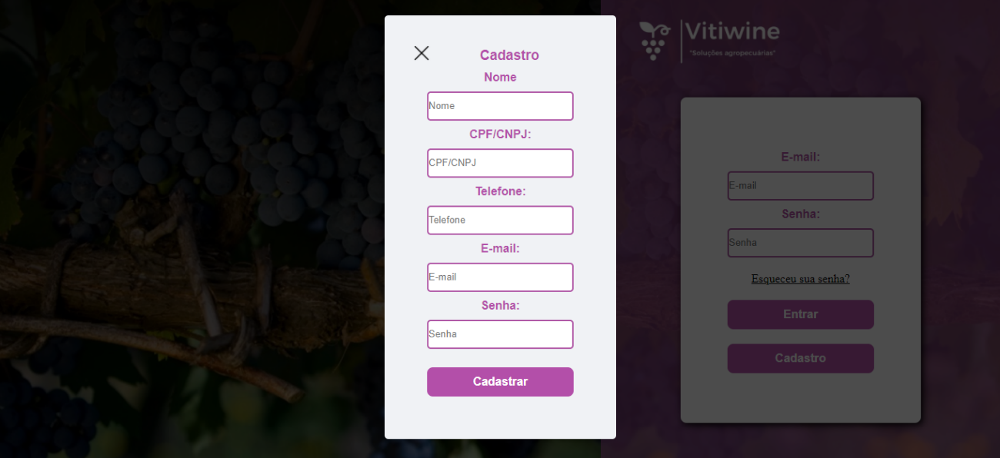 Cadastro
Nome
Nome
CPF/CNPJ:
CPF/CNPJ
Telefone:
Telefone
E-mail:
E-mail
Senha:
Senha
Cadastrar
Vitiwine
"Soluções agropecuárias"
E-mail:
E-mail
Senha:
Senha
Esqueceu sua senha?
Entrar
Cadastro